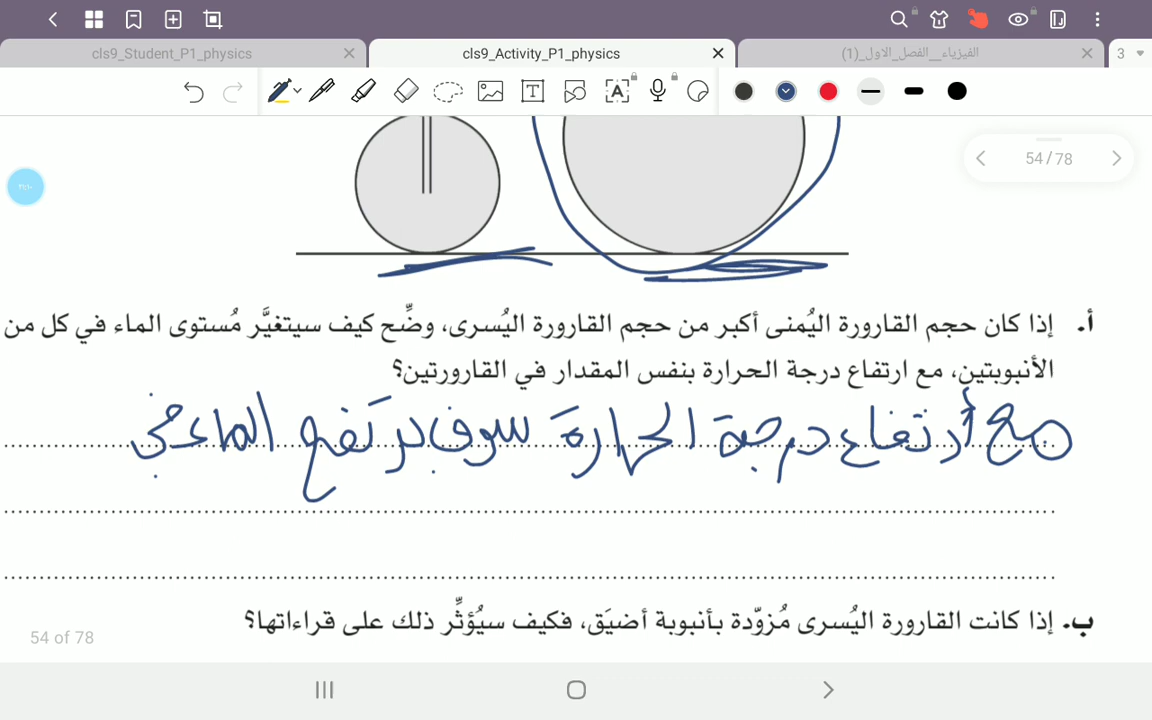 cls9_Student_P1_physics
cls9_Activity_P1_physics
الفيزياء__الفصل_الاول_(1)
3
54/78
أ. إذا كان حجم القارورة اليُمنى أكبر من حجم القارورة اليُسرى، وضِّح كيف سيتغيَّر مُستوى الماء في كل من
الأنبوبتين، مع ارتفاع درجة الحرارة بنفس المقدار في القارورتين؟
مع أرتفاع درجة الحرارة سوف يرتفع الماء في
ب. إذا كانت القارورة اليُسرى مُزوّدة بأنبوبة أضيَق، فكيف سيُؤثِّر ذلك على قراءاتها؟
54 of 78